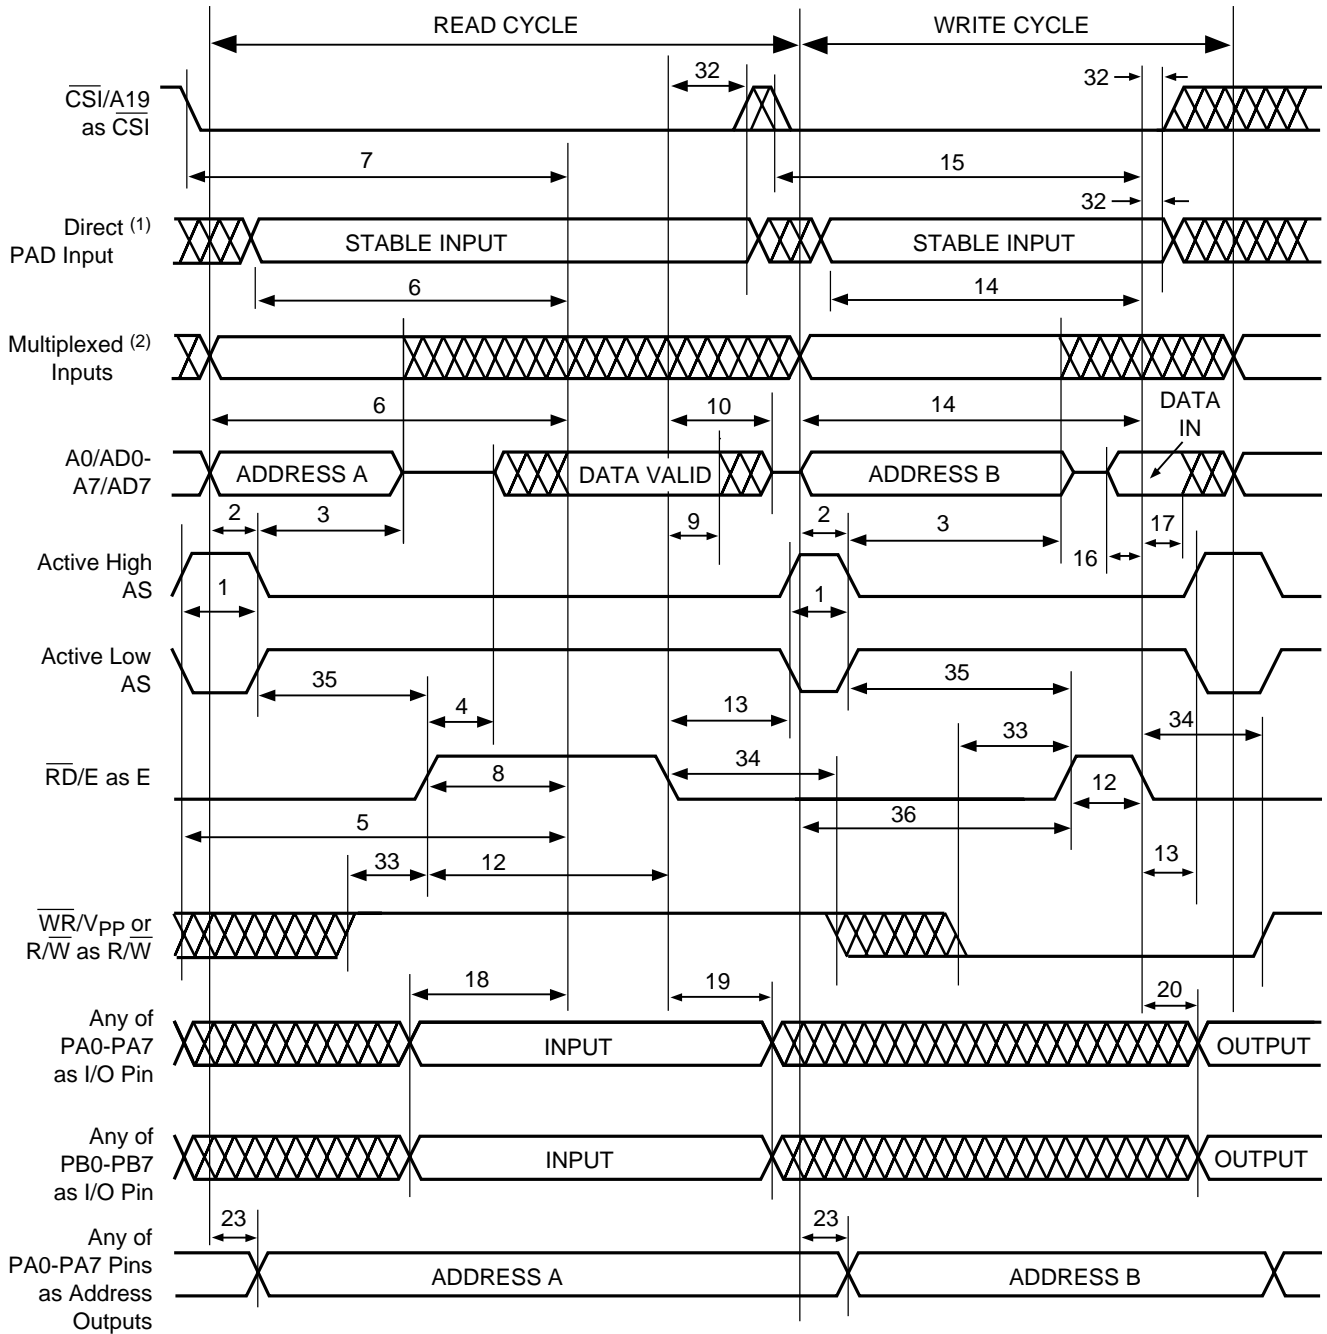 READ CYCLE
WRITE CYCLE
32
32
CSI/A19
as CSI
7
15
32
Direct (1)
PAD Input
STABLE INPUT
STABLE INPUT
6
14
Multiplexed (2)
Inputs
6
10
14
DATA
IN
A0/AD0-
A7/AD7
ADDRESS A
DATA VALID
ADDRESS B
2
3
9
2
3
17
16
Active High
AS
1
1
Active Low
AS
35
35
4
13
34
33
34
RD/E as E
8
12
5
36
33
12
13
WR/VPP or
R/W as R/W
18
19
20
Any of
PA0-PA7
as I/O Pin
INPUT
OUTPUT
Any of
PB0-PB7
as I/O Pin
INPUT
OUTPUT
23
23
Any of
PA0-PA7 Pins
as Address
Outputs
ADDRESS A
ADDRESS B